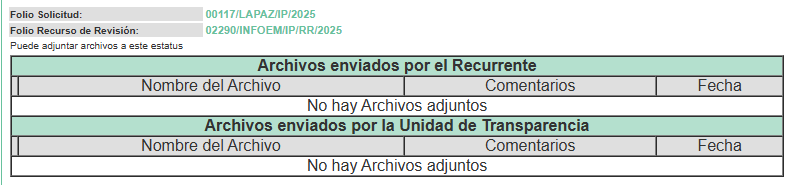 Folio Solicitud: 00117/LAPAZ/IP/2025
Folio Recurso de Revisión: 02290/INFOEM/IP/RR/2025
Puede adjuntar archivos a este estatus
Archivos enviados por el Recurrente
Nombre del Archivo Comentarios Fecha
No hay Archivos adjuntos
Archivos enviados por la Unidad de Transparencia
Nombre del Archivo Comentarios Fecha
No hay Archivos adjuntos